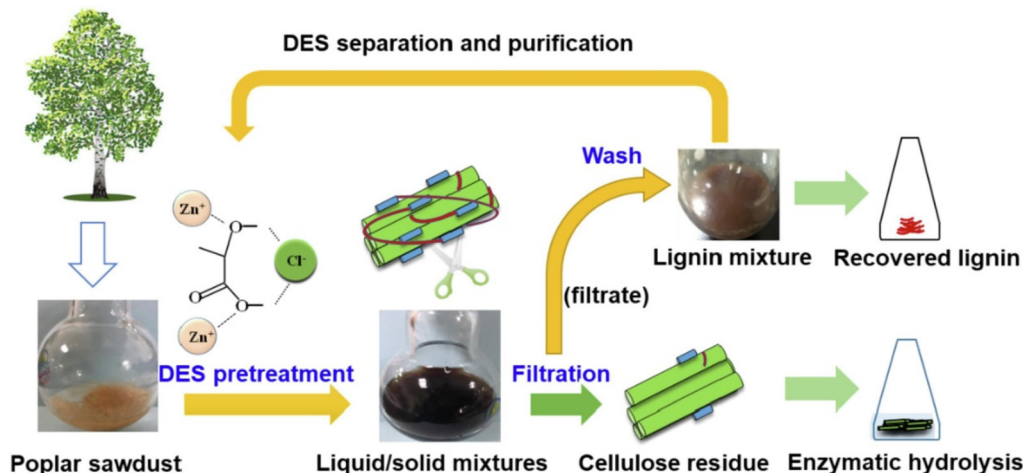 DES separation and purification
Wash
Zn⁺
O
Cl⁻
O
O
Zn⁺
Lignin mixture
Recovered lignin
(filtrate)
DES pretreatment
Filtration
Poplar sawdust
Liquid/solid mixtures
Cellulose residue
Enzymatic hydrolysis